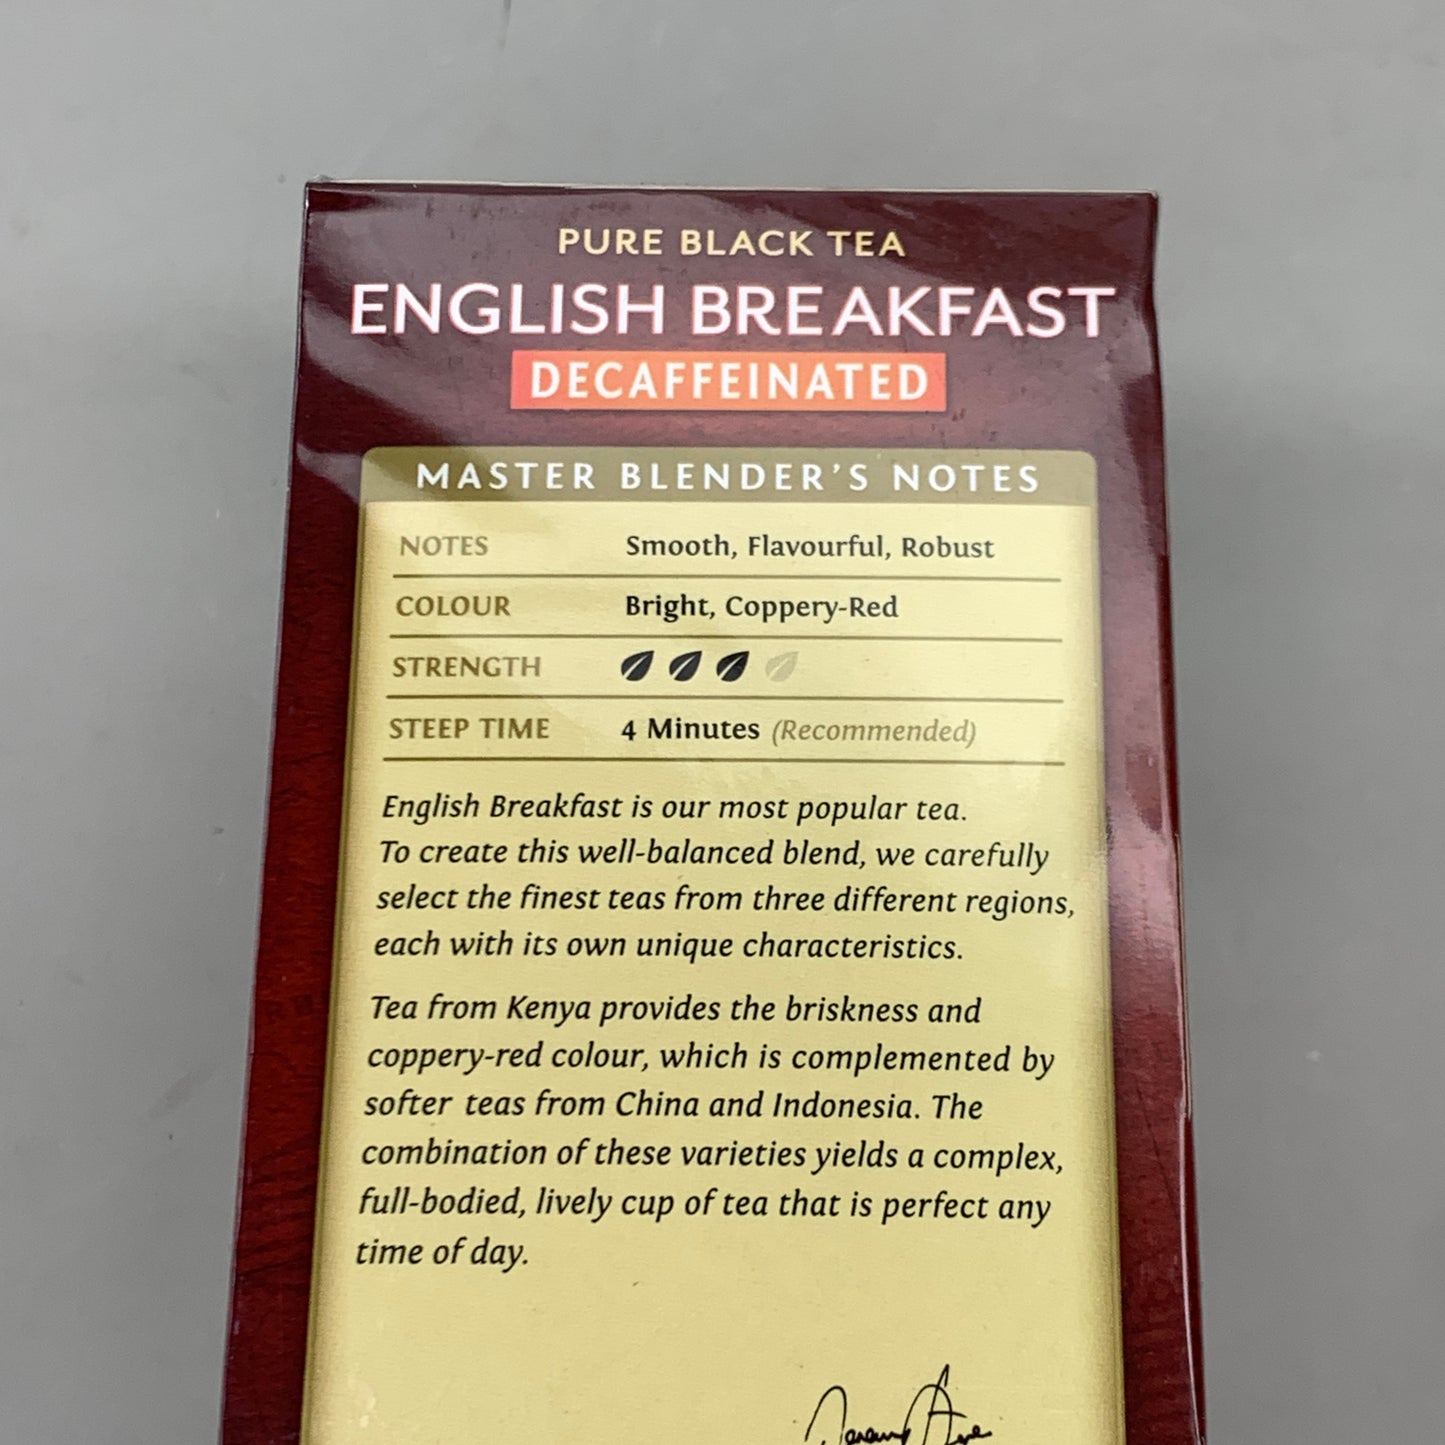 PURE BLACK TEA
ENGLISH BREAKFAST
DECAFFEINATED
MASTER BLENDER'S NOTES
NOTES Smooth, Flavourful, Robust
COLOUR Bright, Coppery-Red
STRENGTH
STEEP TIME 4 Minutes (Recommended)
English Breakfast is our most popular tea.
To create this well-balanced blend, we carefully
select the finest teas from three different regions,
each with its own unique characteristics.
Tea from Kenya provides the briskness and
coppery-red colour, which is complemented by
softer teas from China and Indonesia. The
combination of these varieties yields a complex,
full-bodied, lively cup of tea that is perfect any
time of day.